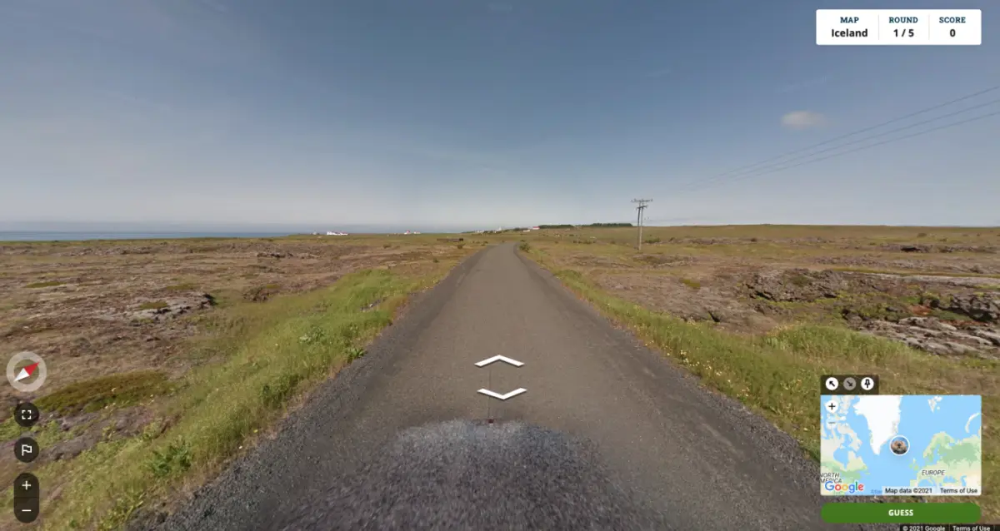 MAP ROUND SCORE
Iceland 1 / 5 0
NORTH
AMERICA
EUROPE
Google
Map data ©2021 Terms of Use
GUESS
© 2021 Google Terms of Use